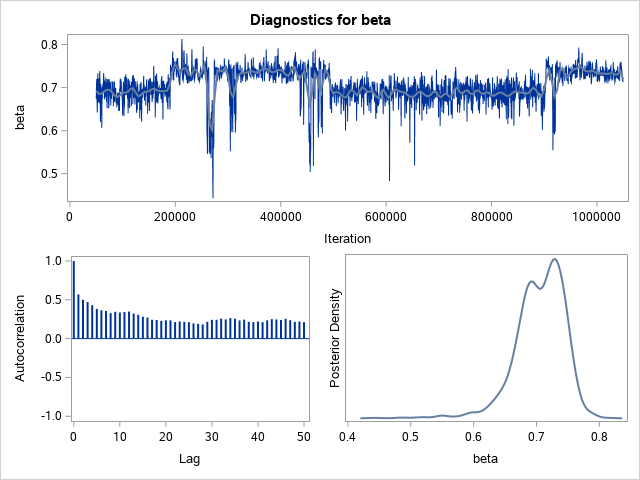 Diagnostics for beta
beta
0.8
0.7
0.6
0.5
0 200000 400000 600000 800000 1000000
Iteration
Autocorrelation
1.0
0.5
0.0
-0.5
-1.0
0 10 20 30 40 50
Lag
Posterior Density
0.4 0.5 0.6 0.7 0.8
beta